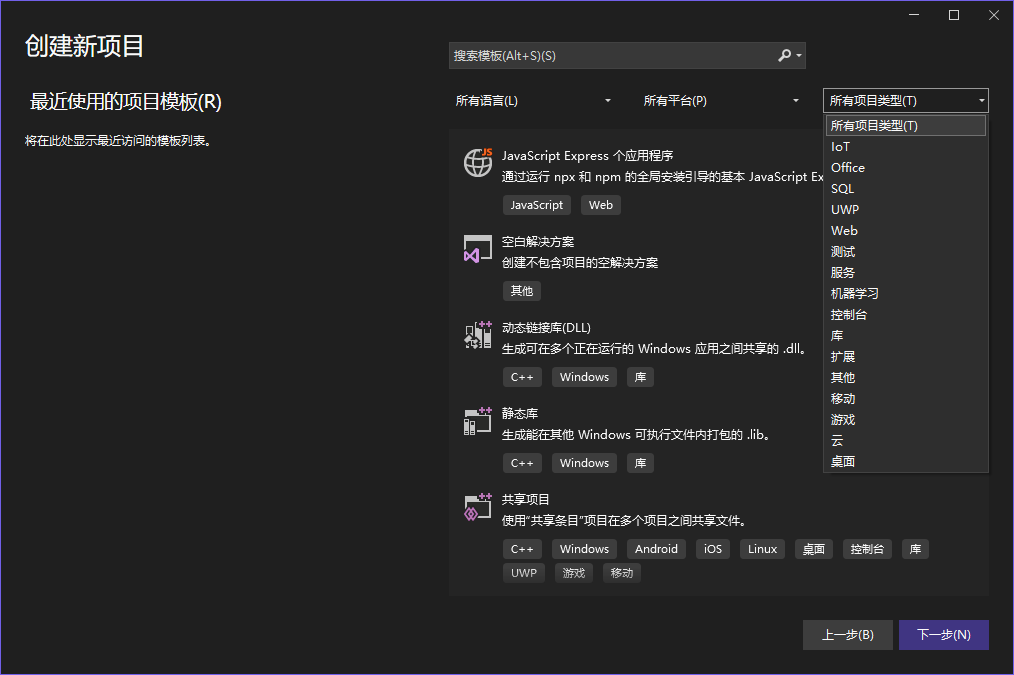 创建新项目
最近使用的项目模板(R)
将在此处显示最近访问的模板列表。
搜索模板(Alt+S)(S)
所有语言(L)
所有平台(P)
所有项目类型(T)
JavaScript Express 个应用程序
通过运行 npx 和 npm 的全局安装引导的基本 JavaScript Ex
JavaScript
Web
空白解决方案
创建不包含项目的空解决方案
其他
动态链接库(DLL)
生成可在多个正在运行的 Windows 应用之间共享的 .dll。
C++
Windows
库
静态库
生成能在其他 Windows 可执行文件内打包的 .lib。
C++
Windows
库
共享项目
使用“共享条目”项目在多个项目之间共享文件。
C++
Windows
Android
iOS
Linux
桌面
控制台
库
UWP
游戏
移动
所有项目类型(T)
IoT
Office
SQL
UWP
Web
测试
服务
机器学习
控制台
库
扩展
其他
移动
游戏
云
桌面
上一步(B)
下一步(N)